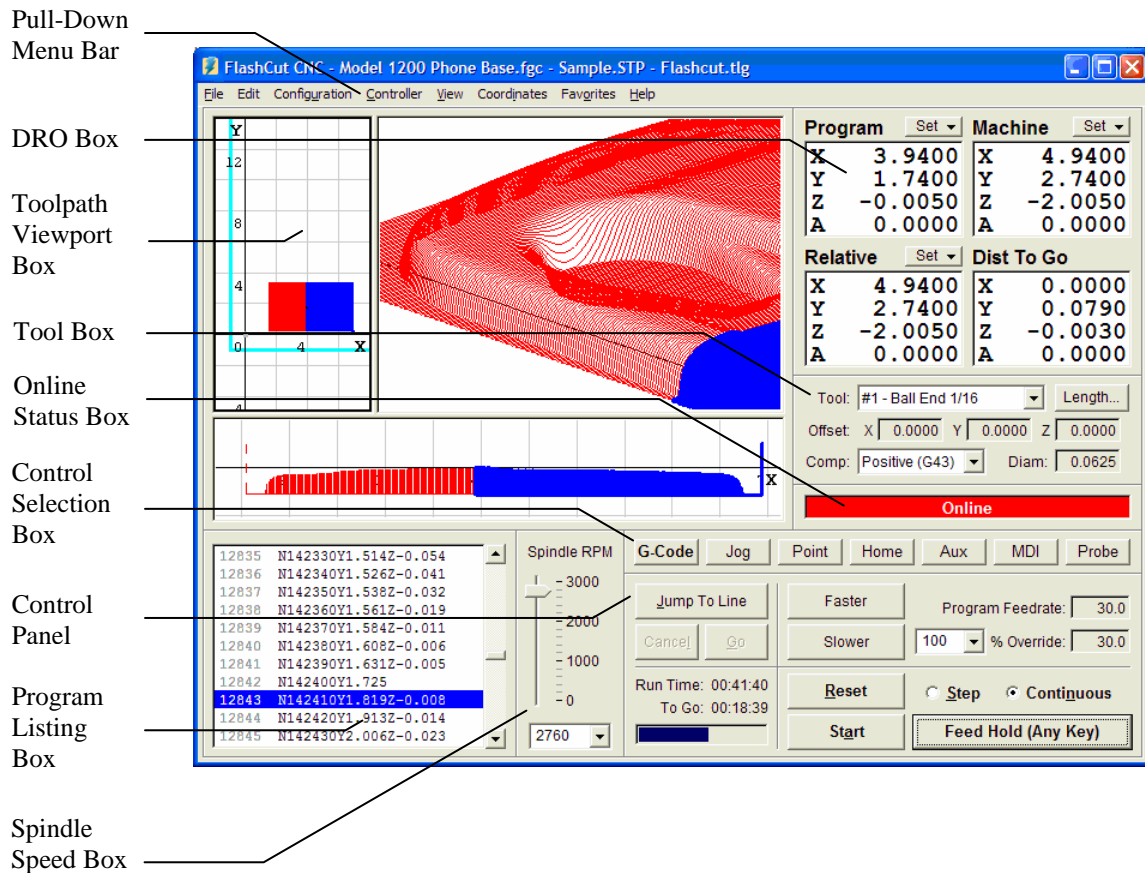 Pull-Down
Menu Bar
DRO Box
Toolpath
Viewport
Box
Tool Box
Online
Status Box
Control
Selection
Box
Control
Panel
Program
Listing
Box
Spindle
Speed Box
FlashCut CNC - Model 1200 Phone Base.fgc - Sample.STP - Flashcut.tlg
File Edit Configuration Controller View Coordinates Favorites Help
Y
12
8
4
0 4 X
4
X
Program Set Machine Set
X 3.9400 X 4.9400
Y 1.7400 Y 2.7400
Z -0.0050 Z -2.0050
A 0.0000 A 0.0000
Relative Set Dist To Go
X 4.9400 X 0.0000
Y 2.7400 Y 0.0790
Z -2.0050 Z -0.0030
A 0.0000 A 0.0000
Tool: #1 - Ball End 1/16 Length...
Offset: X 0.0000 Y 0.0000 Z 0.0000
Comp: Positive (G43) Diam: 0.0625
Online
12835 N142330Y1.514Z-0.054
12836 N142340Y1.526Z-0.041
12837 N142350Y1.538Z-0.032
12838 N142360Y1.561Z-0.019
12839 N142370Y1.584Z-0.011
12840 N142380Y1.608Z-0.006
12841 N142390Y1.631Z-0.005
12842 N142400Y1.725
12843 N142410Y1.819Z-0.008
12844 N142420Y1.913Z-0.014
12845 N142430Y2.006Z-0.023
Spindle RPM
3000
2000
1000
0
2760
G-Code Jog Point Home Aux MDI Probe
Jump To Line
Cancel Go
Run Time: 00:41:40
To Go: 00:18:39
Faster
Slower
Program Feedrate: 30.0
100 % Override: 30.0
Reset Step Continuous
Start Feed Hold (Any Key)